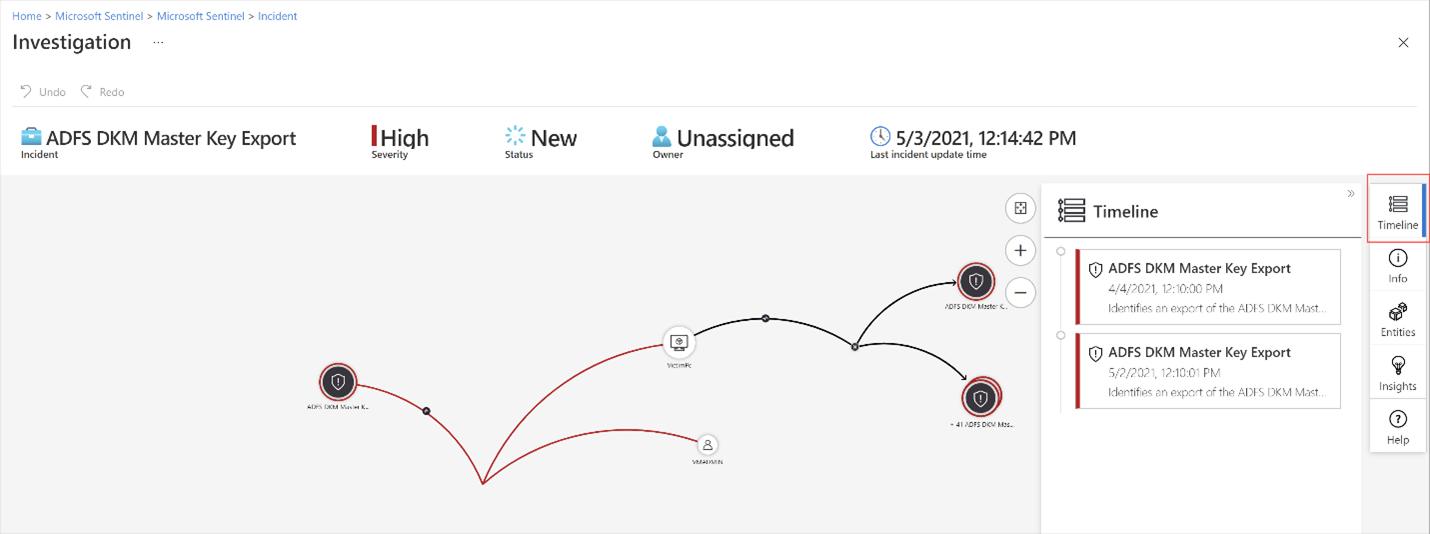 Home > Microsoft Sentinel > Microsoft Sentinel > Incident
Investigation ...
Undo Redo
ADFS DKM Master Key Export
Incident
High
Severity
New
Status
Unassigned
Owner
5/3/2021, 12:14:42 PM
Last incident update time
ADFS DKM Master K...
VictimPc
ADFS DKM Master K...
+ 41 ADFS DKM Mas...
VMADMIN
Timeline
ADFS DKM Master Key Export
4/4/2021, 12:10:00 PM
Identifies an export of the ADFS DKM Mast...
ADFS DKM Master Key Export
5/2/2021, 12:10:01 PM
Identifies an export of the ADFS DKM Mast...
Timeline
Info
Entities
Insights
Help